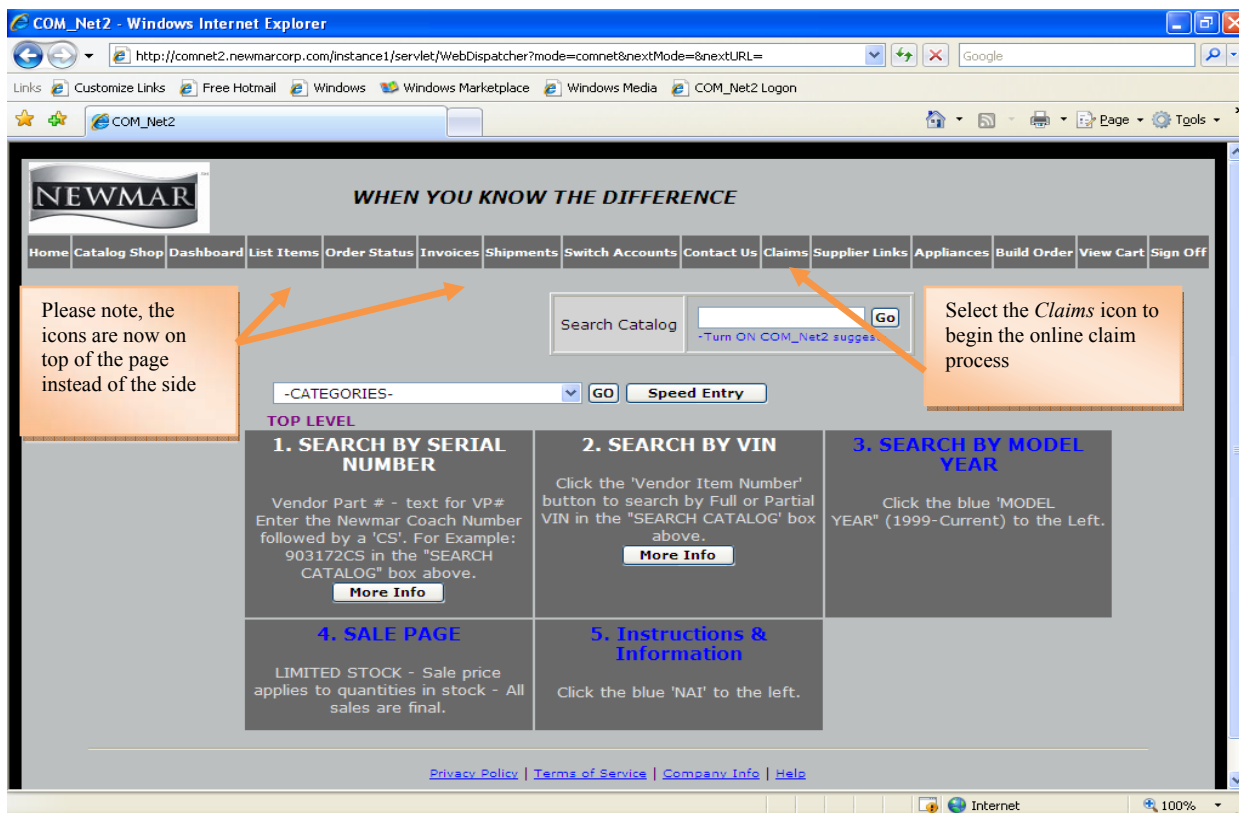 COM_Net2 - Windows Internet Explorer
http://comnet2.newmarcorp.com/instance1/servlet/WebDispatcher?mode=comnet&nextMode=&nextURL=
Google
Links Customize Links Free Hotmail Windows Windows Marketplace Windows Media COM_Net2 Logon
COM_Net2
Page Tools
NEWMAR
WHEN YOU KNOW THE DIFFERENCE
Home Catalog Shop Dashboard List Items Order Status Invoices Shipments Switch Accounts Contact Us Claims Supplier Links Appliances Build Order View Cart Sign Off
Please note, the
icons are now on
top of the page
instead of the side
Search Catalog
Go
-Turn ON COM_Net2
Select the Claims icon to
begin the online claim
process
-CATEGORIES- GO Speed Entry
TOP LEVEL
1. SEARCH BY SERIAL
NUMBER
Vendor Part # - text for VP#
Enter the Newmar Coach Number
followed by a 'CS'. For Example:
903172CS in the "SEARCH
CATALOG" box above.
More Info
2. SEARCH BY VIN
Click the 'Vendor Item Number'
button to search by Full or Partial
VIN in the "SEARCH CATALOG' box
above.
More Info
3. SEARCH BY MODEL
YEAR
Click the blue 'MODEL
YEAR" (1999-Current) to the Left.
4. SALE PAGE
LIMITED STOCK - Sale price
applies to quantities in stock - All
sales are final.
5. Instructions &
Information
Click the blue 'NAI' to the left.
Privacy Policy | Terms of Service | Company Info | Help
Internet 100%